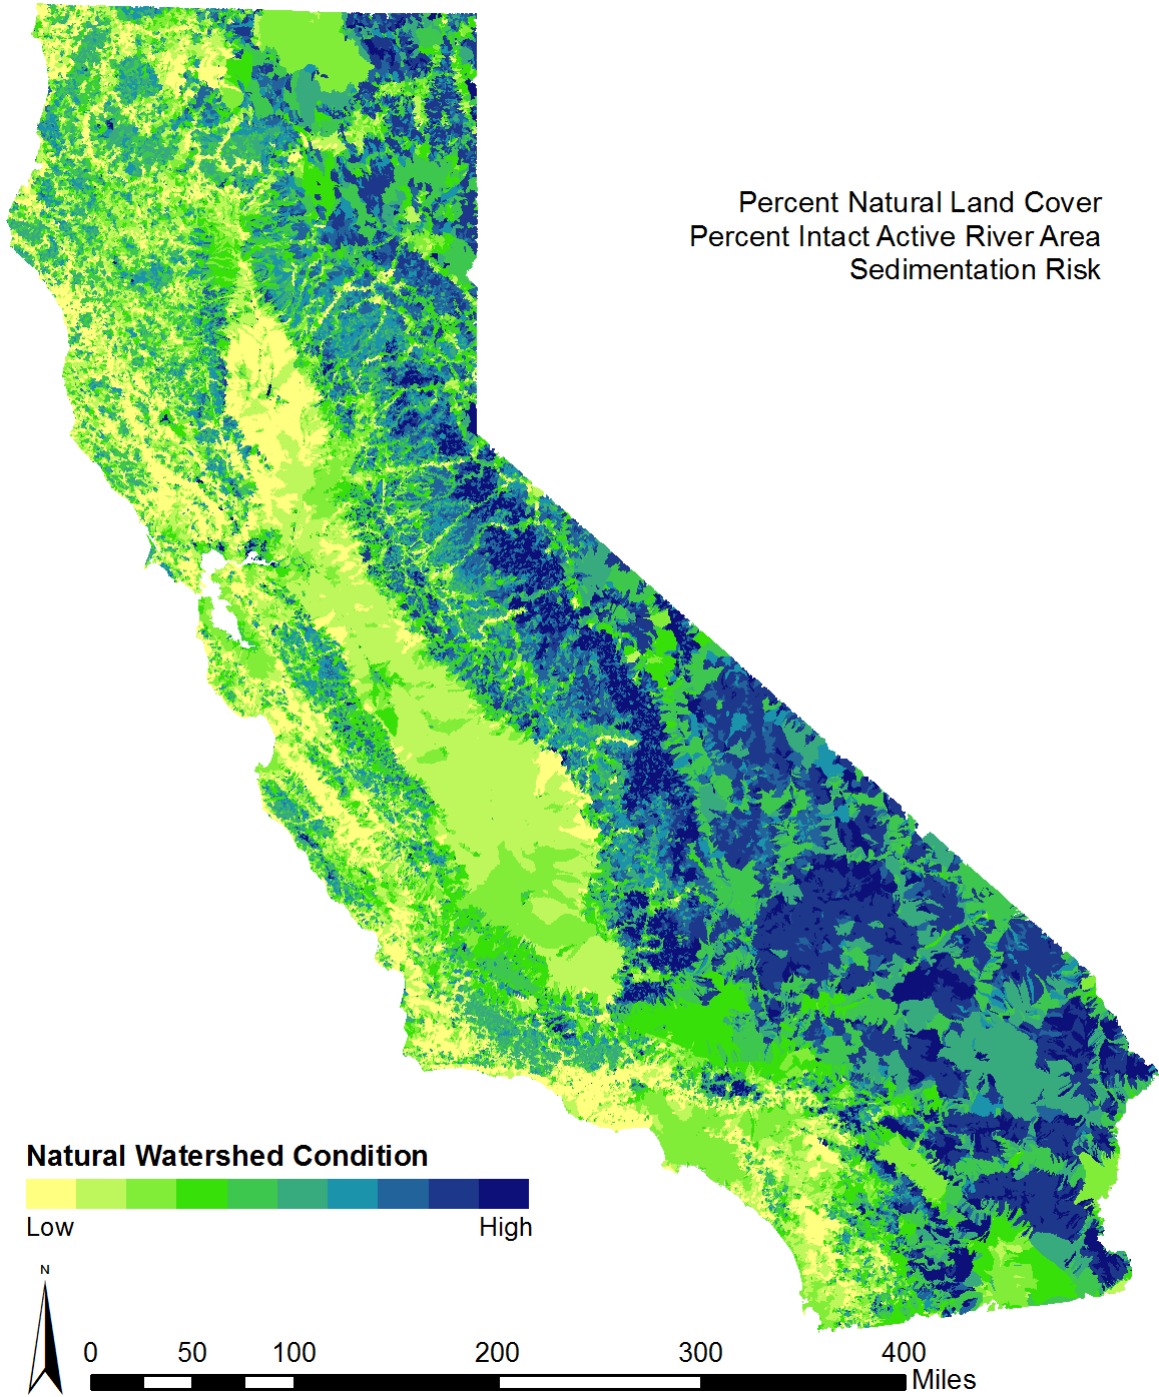 Percent Natural Land Cover
Percent Intact Active River Area
Sedimentation Risk
Natural Watershed Condition
Low High
N
0 50 100 200 300 400
Miles